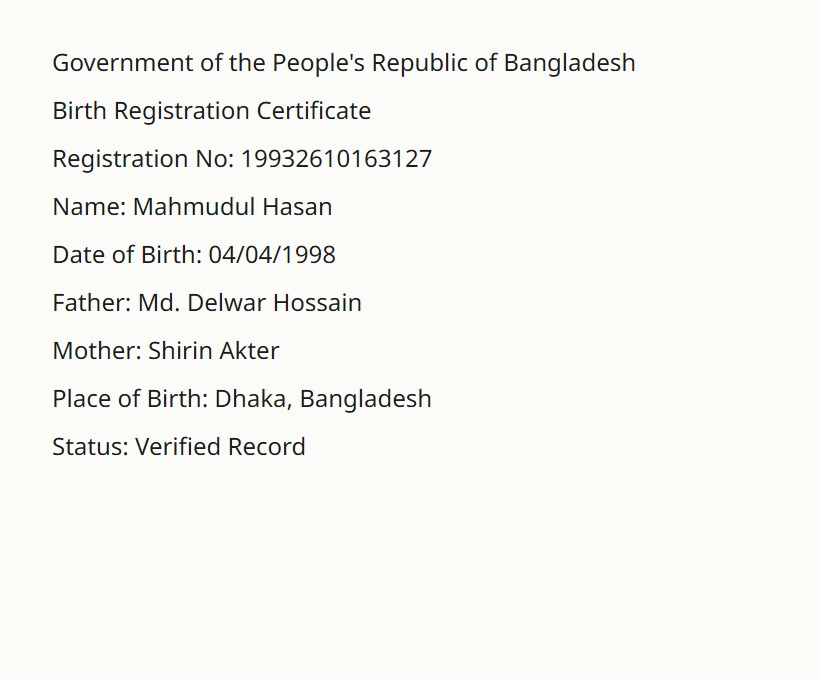 Government of the People's Republic of Bangladesh
Birth Registration Certificate
Registration No: 19932610163127
Name: Mahmudul Hasan
Date of Birth: 04/04/1998
Father: Md. Delwar Hossain
Mother: Shirin Akter
Place of Birth: Dhaka, Bangladesh
Status: Verified Record